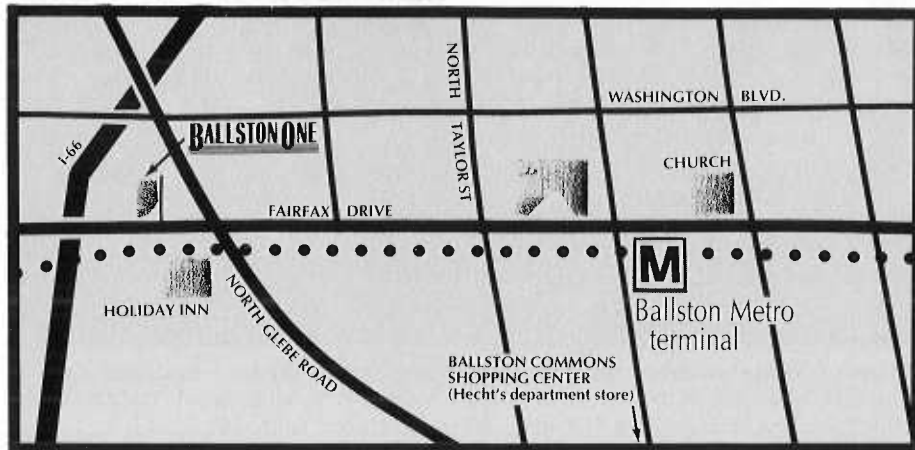 NORTH
TAYLOR ST
WASHINGTON BLVD.
I-66
BALLSTON ONE
CHURCH
FAIRFAX DRIVE
M
HOLIDAY INN
NORTH GLEBE ROAD
Ballston Metro
terminal
BALLSTON COMMONS
SHOPPING CENTER
(Hecht's department store)